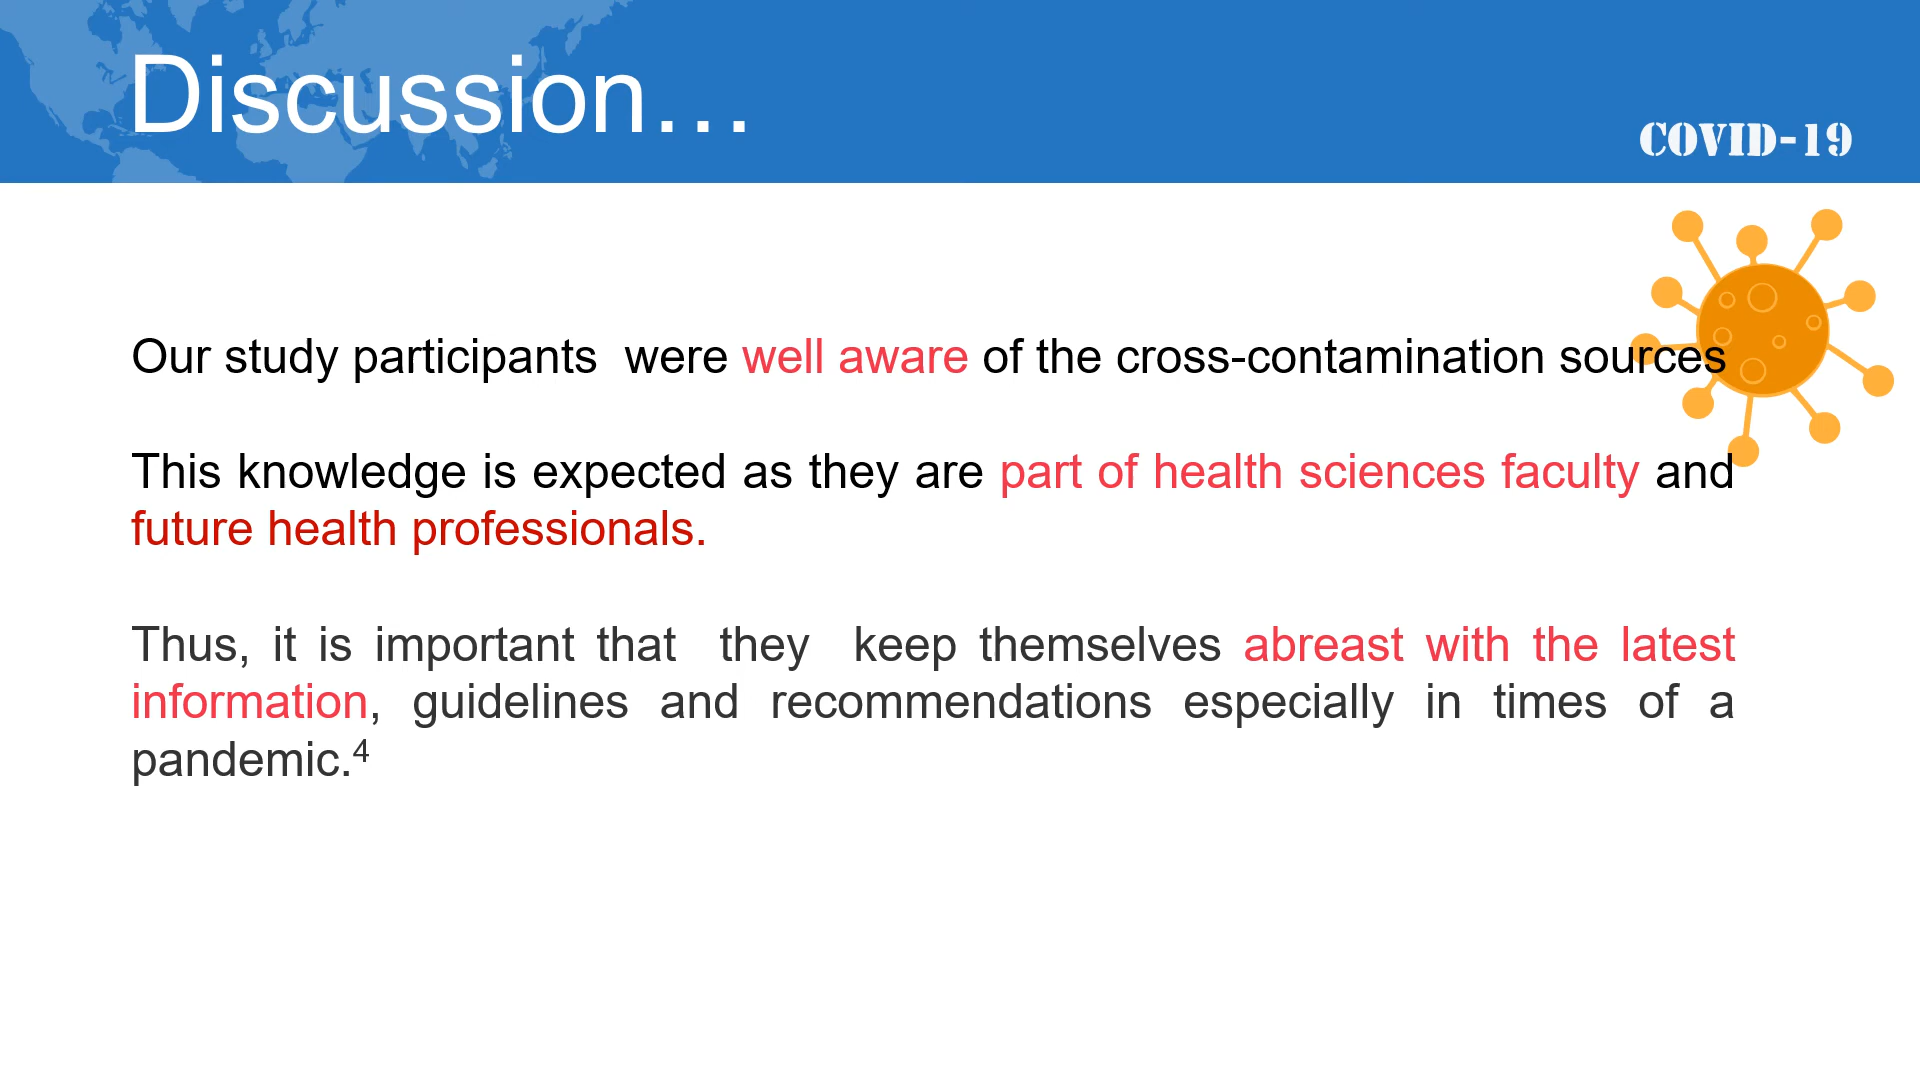 Discussion...
COVID-19
Our study participants  were well aware of the cross-contamination sources
This knowledge is expected as they are part of health sciences faculty and
future health professionals.
Thus, it is important that  they  keep themselves abreast with the latest
information, guidelines and recommendations especially in times of a
pandemic.⁴